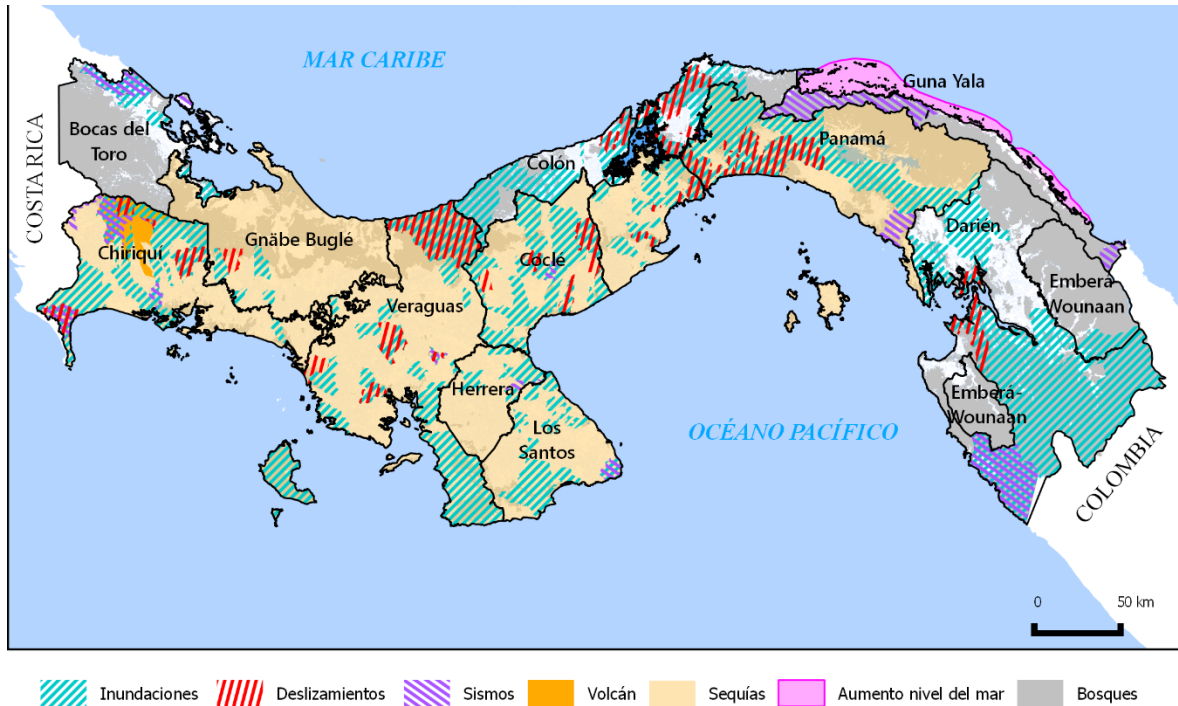 MAR CARIBE
Guna Yala
COSTA RICA
Bocas del
Toro
Colón
Panamá
Gnäbe Buglé
Chiriquí
Coclé
Darién
Veraguas
Emberá
Wounaan
Herrera
Los
Santos
Emberá-
Wounaan
OCÉANO PACÍFICO
COLOMBIA
0 50 km
Inundaciones Deslizamientos Sismos Volcán Sequías Aumento nivel del mar Bosques